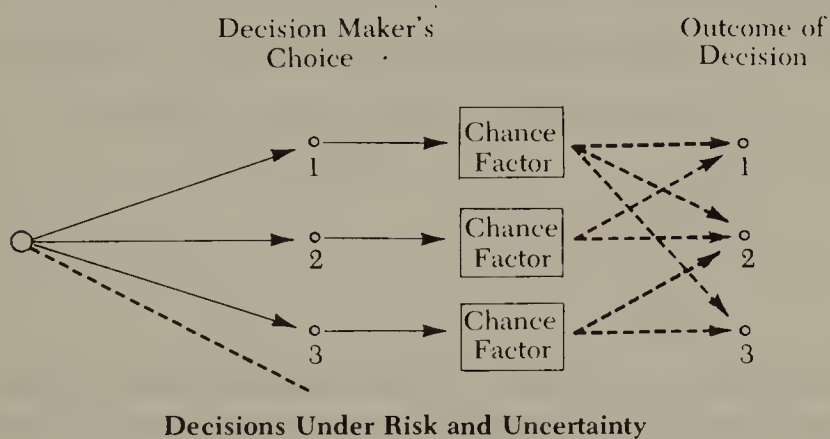 Decision Maker's
Choice
Outcome of
Decision
1
Chance
Factor
1
2
Chance
Factor
2
3
Chance
Factor
3
Decisions Under Risk and Uncertainty